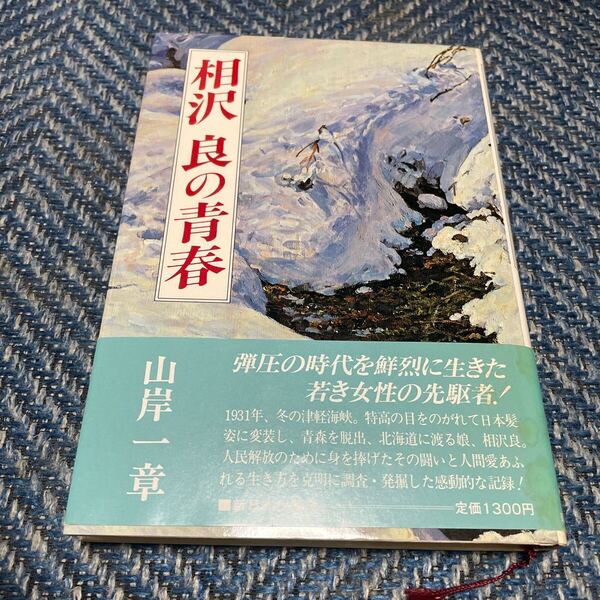 相沢 良の青春
山岸一章
弾圧の時代を鮮烈に生きた
若き女性の先駆者!
1931年、冬の津軽海峡。特高の目をのがれて日本髪
姿に変装し、青森を脱出、北海道に渡る娘、相沢良。
人民解放のために身を捧げたその闘いと人間愛あふ
れる生き方を克明に調査・発掘した感動的な記録!
定価1300円